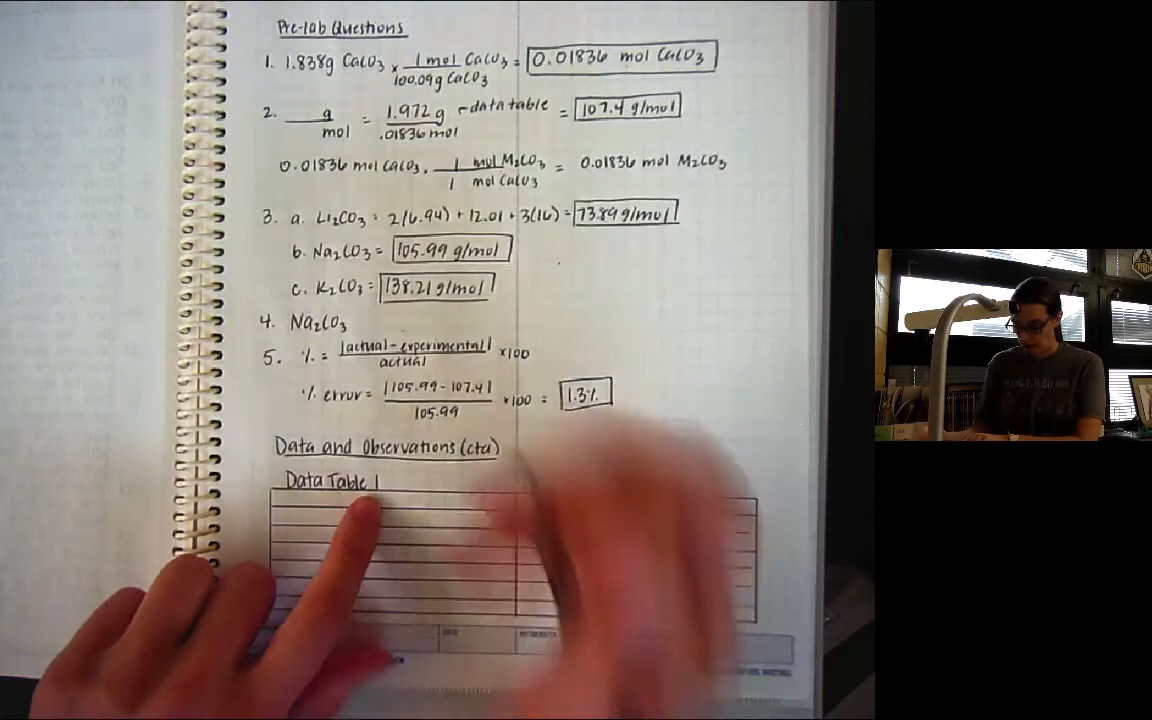 Pre-lab Questions
1. 1.838g CaCO3 × 1 mol CaCO3 / 100.09g CaCO3 = 0.01836 mol CaCO3
2. ___ g / mol = 1.972 g / .01836 mol - data table = 107.4 g/mol
0.01836 mol CaCO3 . 1 mol M2CO3 / 1 mol CaCO3 = 0.01836 mol M2CO3
3. a. Li2CO3 = 2(6.94) + 12.01 + 3(16) = 73.89 g/mol
b. Na2CO3 = 105.99 g/mol
c. K2CO3 = 138.21 g/mol
4. Na2CO3
5. % = |actual - experimental| / actual × 100
% error = |105.99 - 107.4| / 105.99 × 100 = 1.3%
Data and Observations (ctd)
Data Table 1
DATE